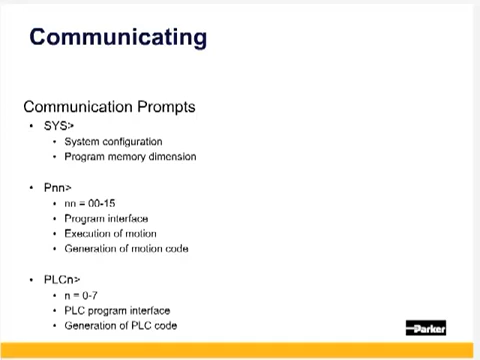 Communicating
Communication Prompts
• SYS>
• System configuration
• Program memory dimension
• Pnn>
• nn = 00-15
• Program interface
• Execution of motion
• Generation of motion code
• PLCn>
• n = 0-7
• PLC program interface
• Generation of PLC code
Parker